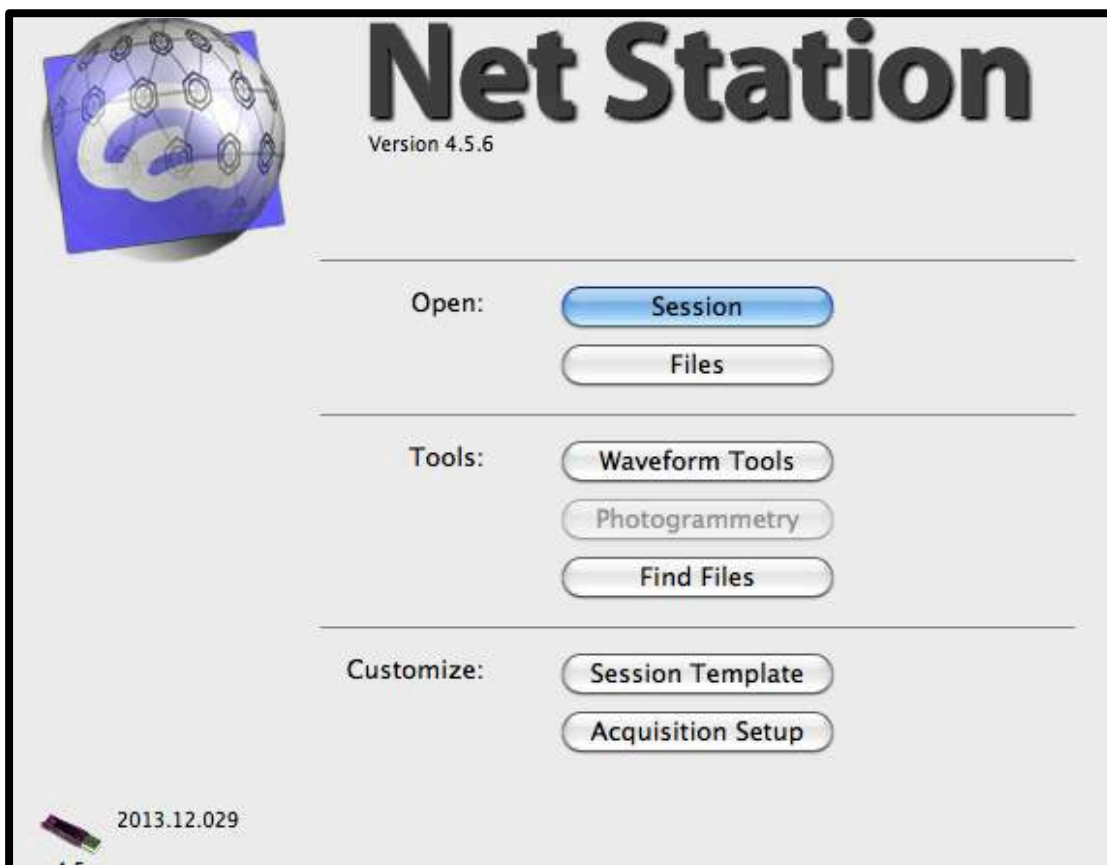 Net Station
Version 4.5.6
Open:
Session
Files
Tools:
Waveform Tools
Photogrammetry
Find Files
Customize:
Session Template
Acquisition Setup
2013.12.029